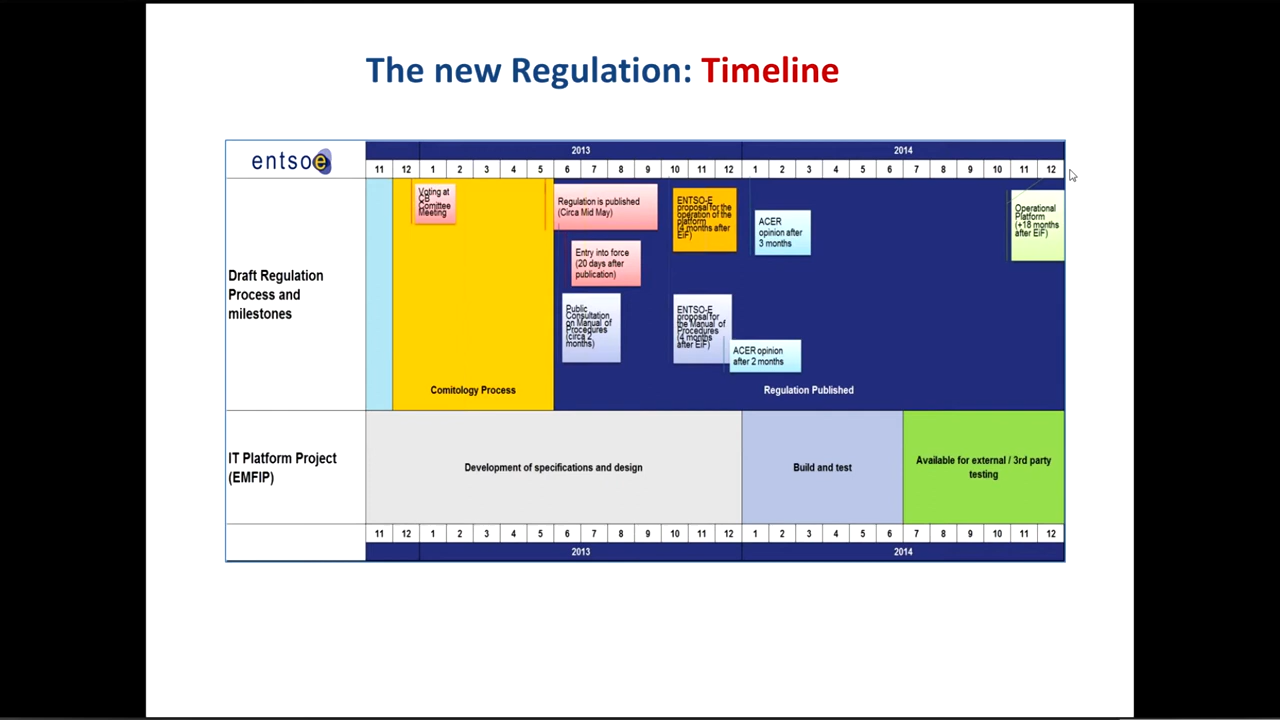 The new Regulation: Timeline
entsoe
2013
2014
11 12 1 2 3 4 5 6 7 8 9 10 11 12 1 2 3 4 5 6 7 8 9 10 11 12
Draft Regulation
Process and
milestones
Voting at
CB
Comittee
Meeting
Regulation is published
(Circa Mid May)
Entry into force
(20 days after
publication)
Public
Consultation
on Manual of
Procedures
(circa 2
months)
ENTSO-E
proposal for the
operation of the
platform
(4 months after
EiF)
ENTSO-E
proposal for
the Manual of
Procedures
(4 months
after EiF)
ACER
opinion after
3 months
ACER opinion
after 2 months
Operational
Platform
(+18 months
after EiF)
Comitology Process
Regulation Published
IT Platform Project
(EMFIP)
Development of specifications and design
Build and test
Available for external / 3rd party
testing
11 12 1 2 3 4 5 6 7 8 9 10 11 12 1 2 3 4 5 6 7 8 9 10 11 12
2013
2014